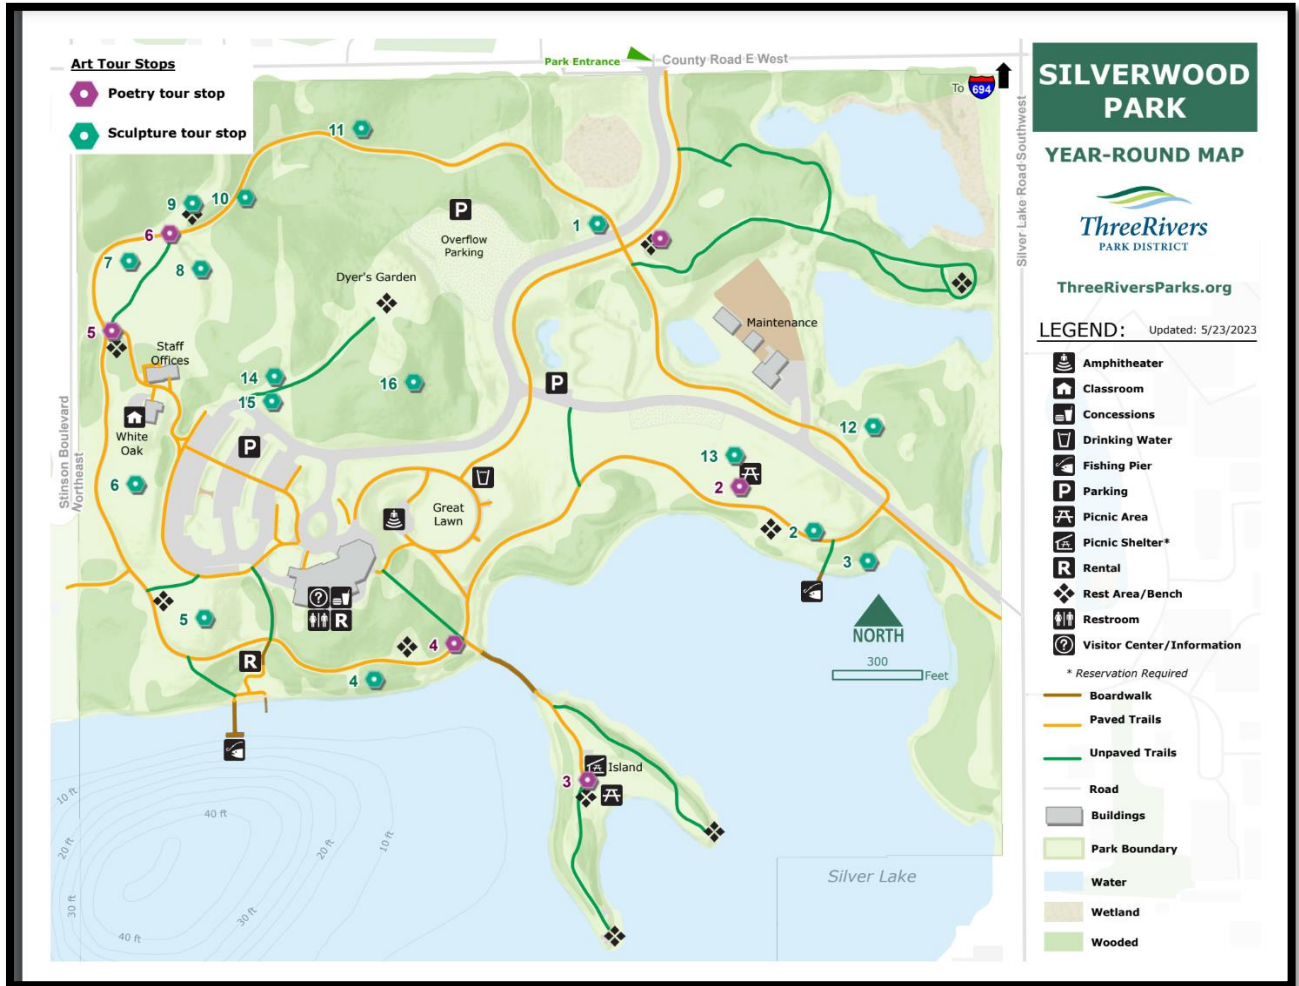 Art Tour Stops
Poetry tour stop
Sculpture tour stop
Park Entrance
County Road E West
To 694
Silver Lake Road Southwest
11
9
10
6
7
8
5
1
P
Overflow
Parking
Dyer's Garden
Maintenance
Staff
Offices
14
15
16
P
12
White
Oak
P
13
2
6
Great
Lawn
2
3
Stinson Boulevard
Northeast
5
R
4
R
4
NORTH
300
Feet
3
Island
10 ft
20 ft
30 ft
40 ft
40 ft
30 ft
20 ft
10 ft
Silver Lake
SILVERWOOD
PARK
YEAR-ROUND MAP
ThreeRivers
PARK DISTRICT
ThreeRiversParks.org
LEGEND: Updated: 5/23/2023
Amphitheater
Classroom
Concessions
Drinking Water
Fishing Pier
P Parking
Picnic Area
Picnic Shelter*
R Rental
Rest Area/Bench
Restroom
? Visitor Center/Information
* Reservation Required
Boardwalk
Paved Trails
Unpaved Trails
Road
Buildings
Park Boundary
Water
Wetland
Wooded